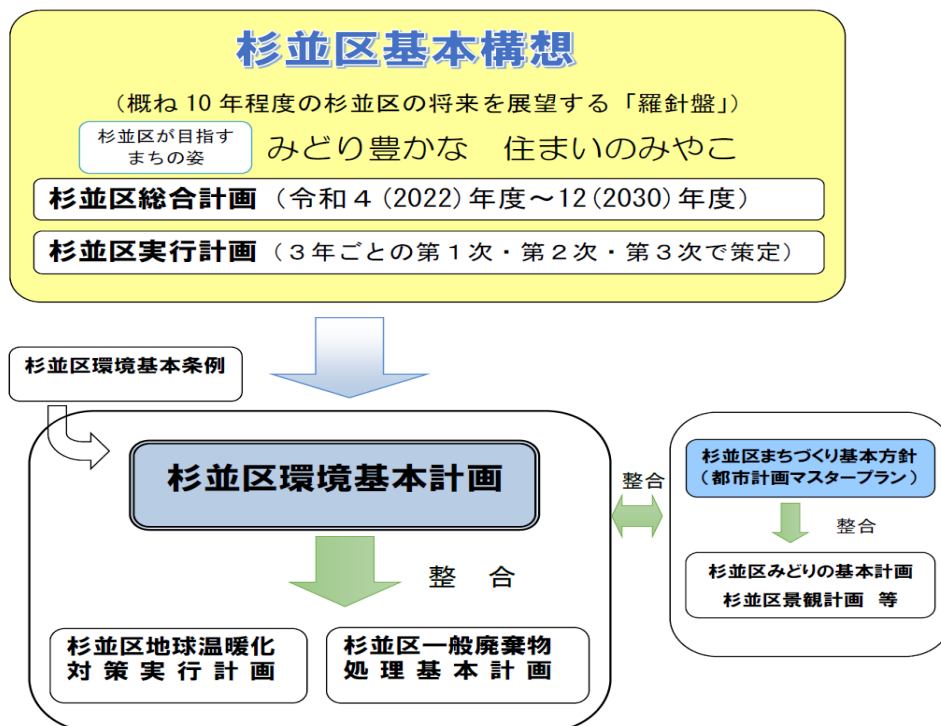 杉並区基本構想
（概ね 10 年程度の杉並区の将来を展望する「羅針盤」）
杉並区が目指す
まちの姿
みどり豊かな　住まいのみやこ
杉並区総合計画（令和４(2022)年度～12(2030)年度）
杉並区実行計画（３年ごとの第１次・第２次・第３次で策定）
杉並区環境基本条例
杉並区環境基本計画
整　合
杉並区地球温暖化
対策実行計画
杉並区一般廃棄物
処理基本計画
整合
杉並区まちづくり基本方針
（都市計画マスタープラン）
整合
杉並区みどりの基本計画
杉並区景観計画　等